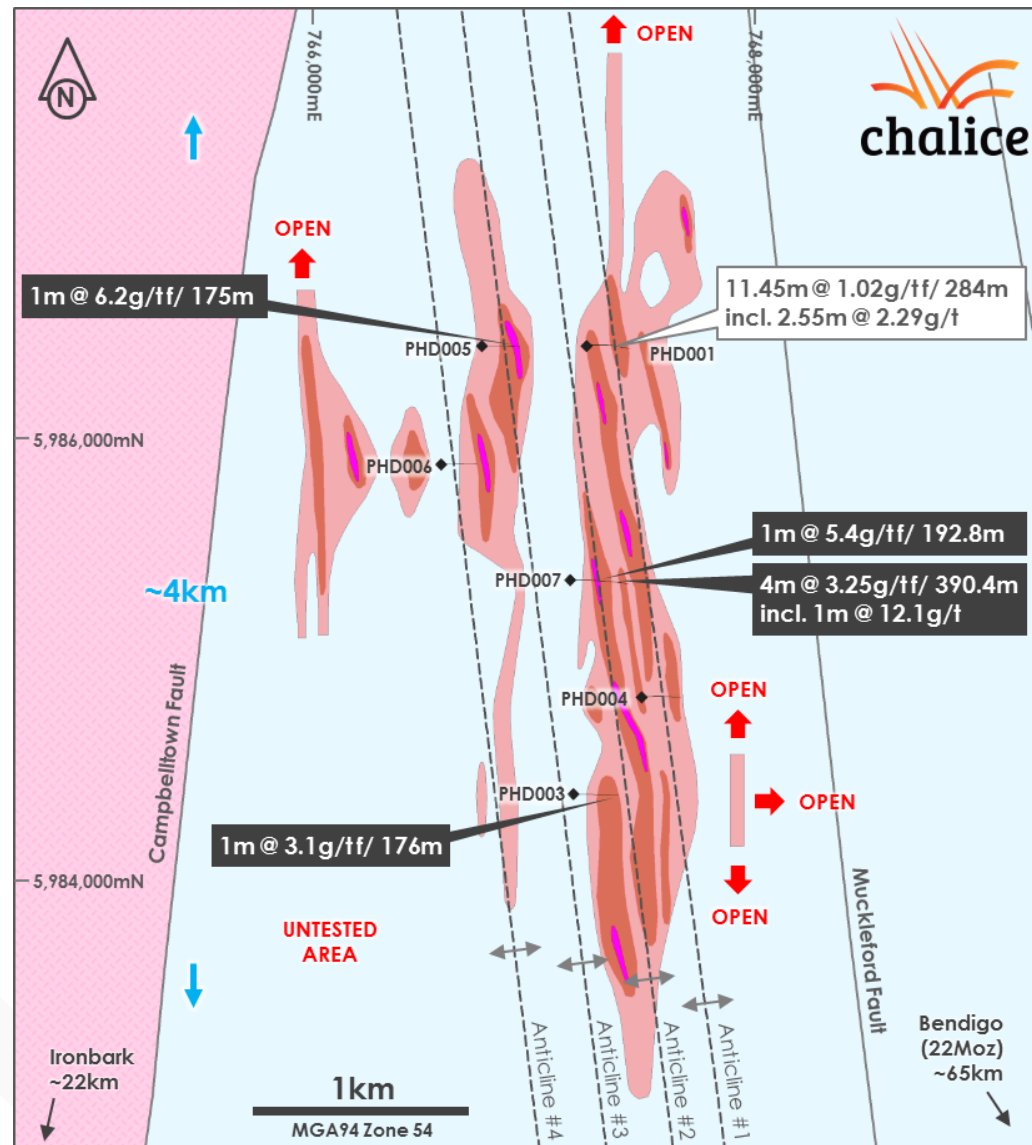 OPEN
766,000mE
768,000mE
N
chalice
OPEN
1m @ 6.2g/tf/ 175m
11.45m @ 1.02g/tf/ 284m
incl. 2.55m @ 2.29g/t
PHD005
PHD001
5,986,000mN
PHD006
1m @ 5.4g/tf/ 192.8m
PHD007
4m @ 3.25g/tf/ 390.4m
incl. 1m @ 12.1g/t
~4km
Campbelltown Fault
PHD004
OPEN
PHD003
OPEN
1m @ 3.1g/tf/ 176m
5,984,000mN
OPEN
Muckleford Fault
UNTESTED
AREA
Anticline #4
Anticline #3
Anticline #2
Anticline #1
Ironbark
~22km
Bendigo
(22Moz)
~65km
1km
MGA94 Zone 54